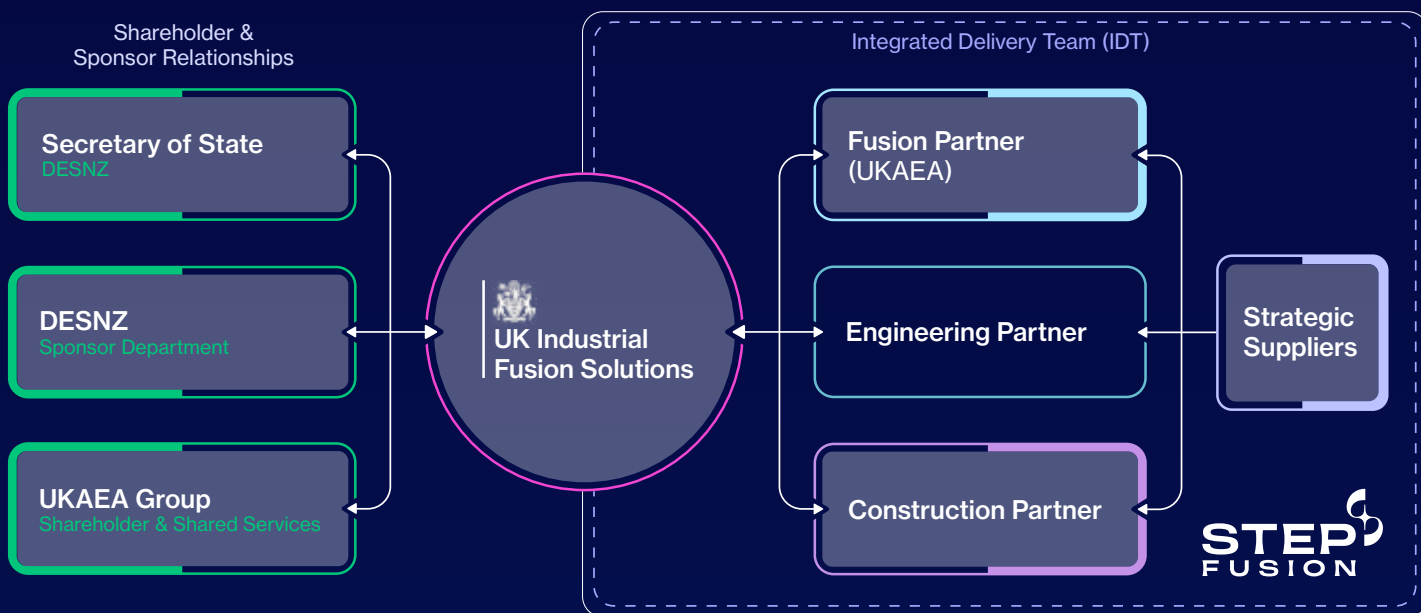 Shareholder &
Sponsor Relationships
Secretary of State
DESNZ
DESNZ
Sponsor Department
UKAEA Group
Shareholder & Shared Services
UK Industrial
Fusion Solutions
Integrated Delivery Team (IDT)
Fusion Partner
(UKAEA)
Engineering Partner
Construction Partner
Strategic
Suppliers
STEP
FUSION